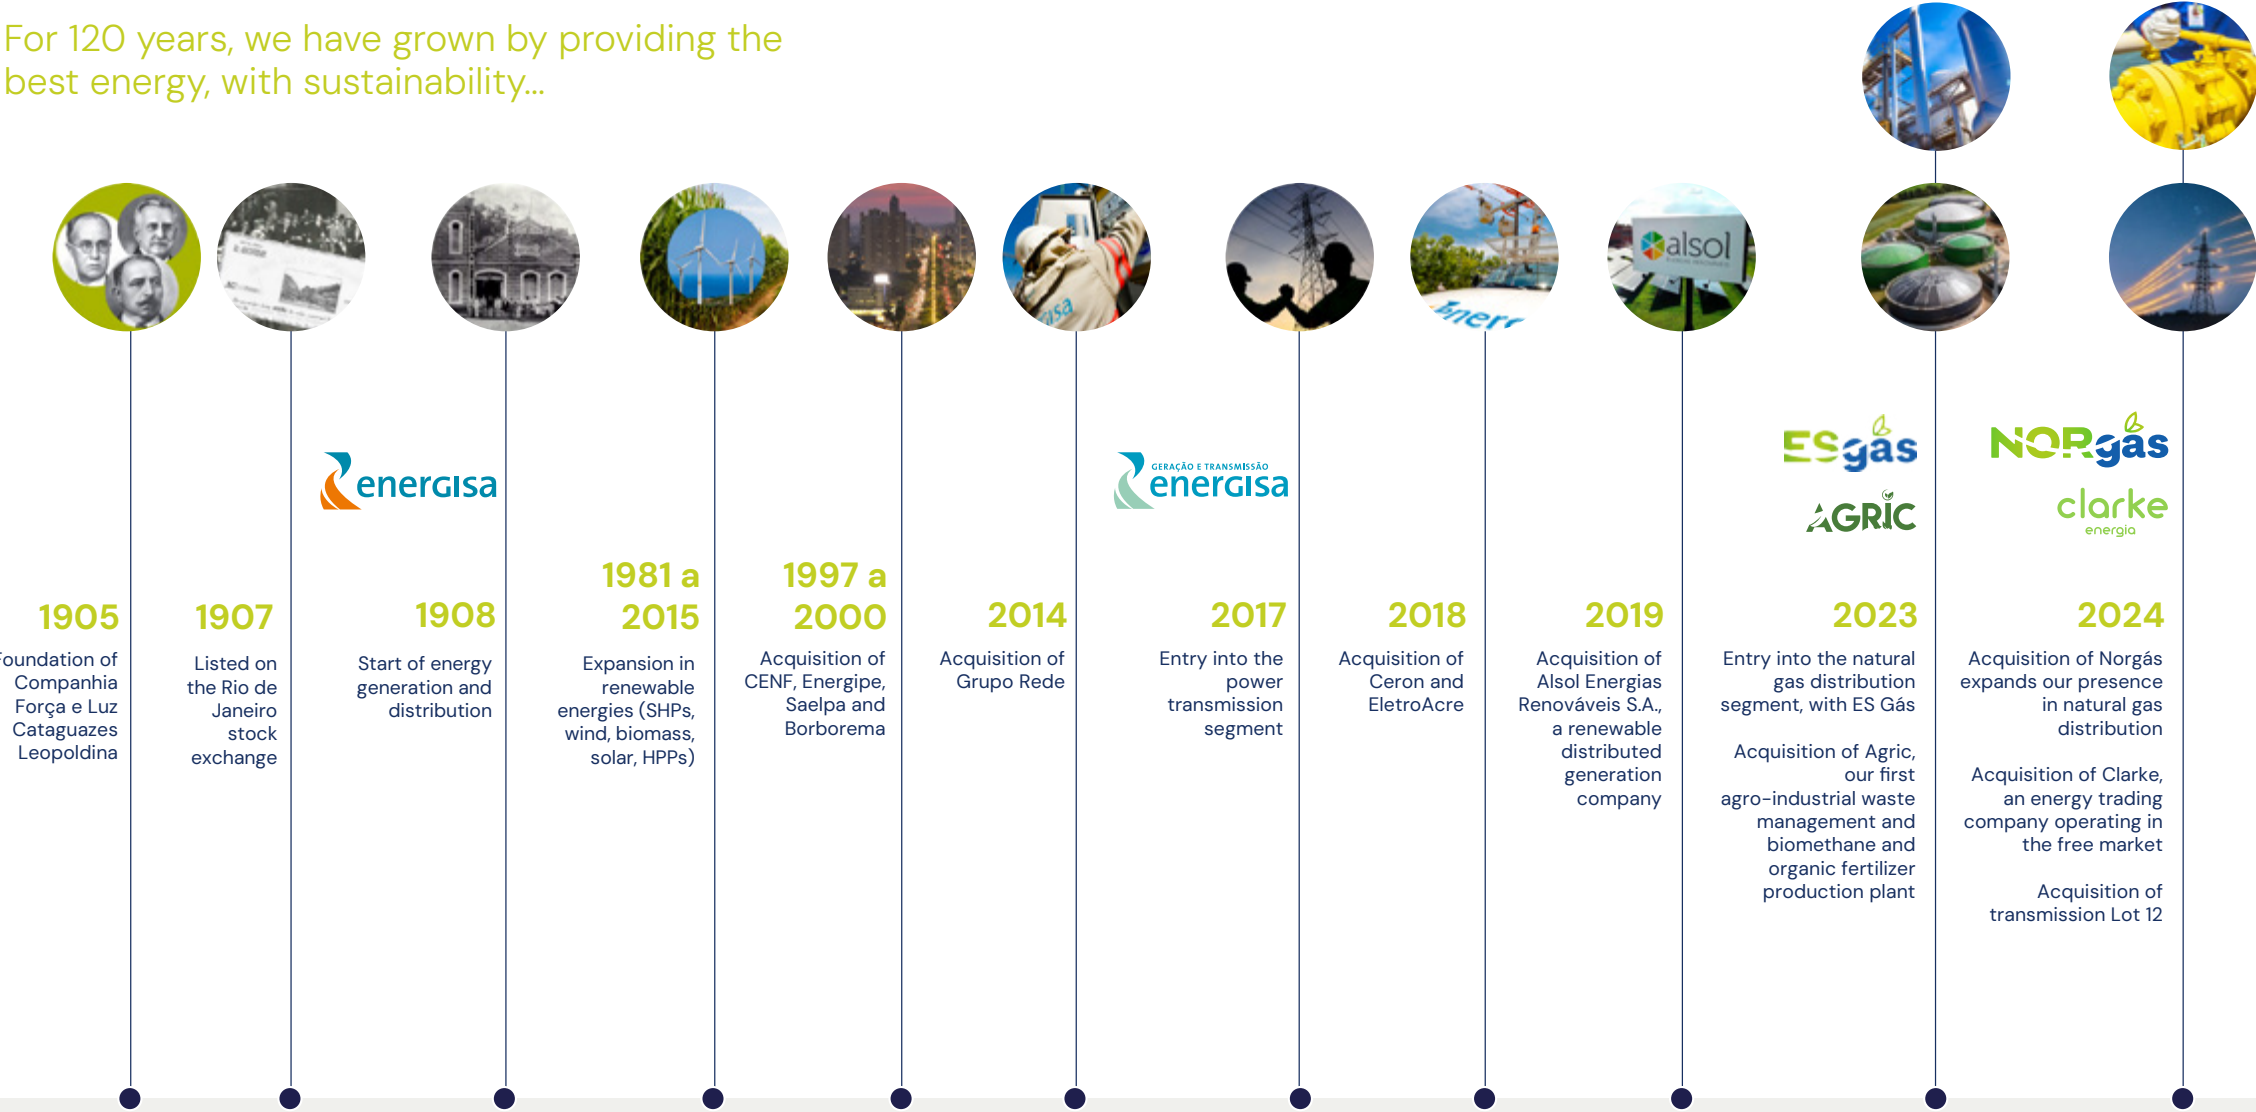 For 120 years, we have grown by providing the
best energy, with sustainability...
alsol
energisa
GERAÇÃO E TRANSMISSÃO
energisa
ESgás
AGRIC
NORgás
clarke
energia
1905
Foundation of
Companhia
Força e Luz
Cataguazes
Leopoldina
1907
Listed on
the Rio de
Janeiro
stock
exchange
1908
Start of energy
generation and
distribution
1981 a
2015
Expansion in
renewable
energies (SHPs,
wind, biomass,
solar, HPPs)
1997 a
2000
Acquisition of
CENF, Energipe,
Saelpa and
Borborema
2014
Acquisition of
Grupo Rede
2017
Entry into the
power
transmission
segment
2018
Acquisition of
Ceron and
EletroAcre
2019
Acquisition of
Alsol Energias
Renováveis S.A.,
a renewable
distributed
generation
company
2023
Entry into the natural
gas distribution
segment, with ES Gás
Acquisition of Agric,
our first
agro-industrial waste
management and
biomethane and
organic fertilizer
production plant
2024
Acquisition of Norgás
expands our presence
in natural gas
distribution
Acquisition of Clarke,
an energy trading
company operating in
the free market
Acquisition of
transmission Lot 12